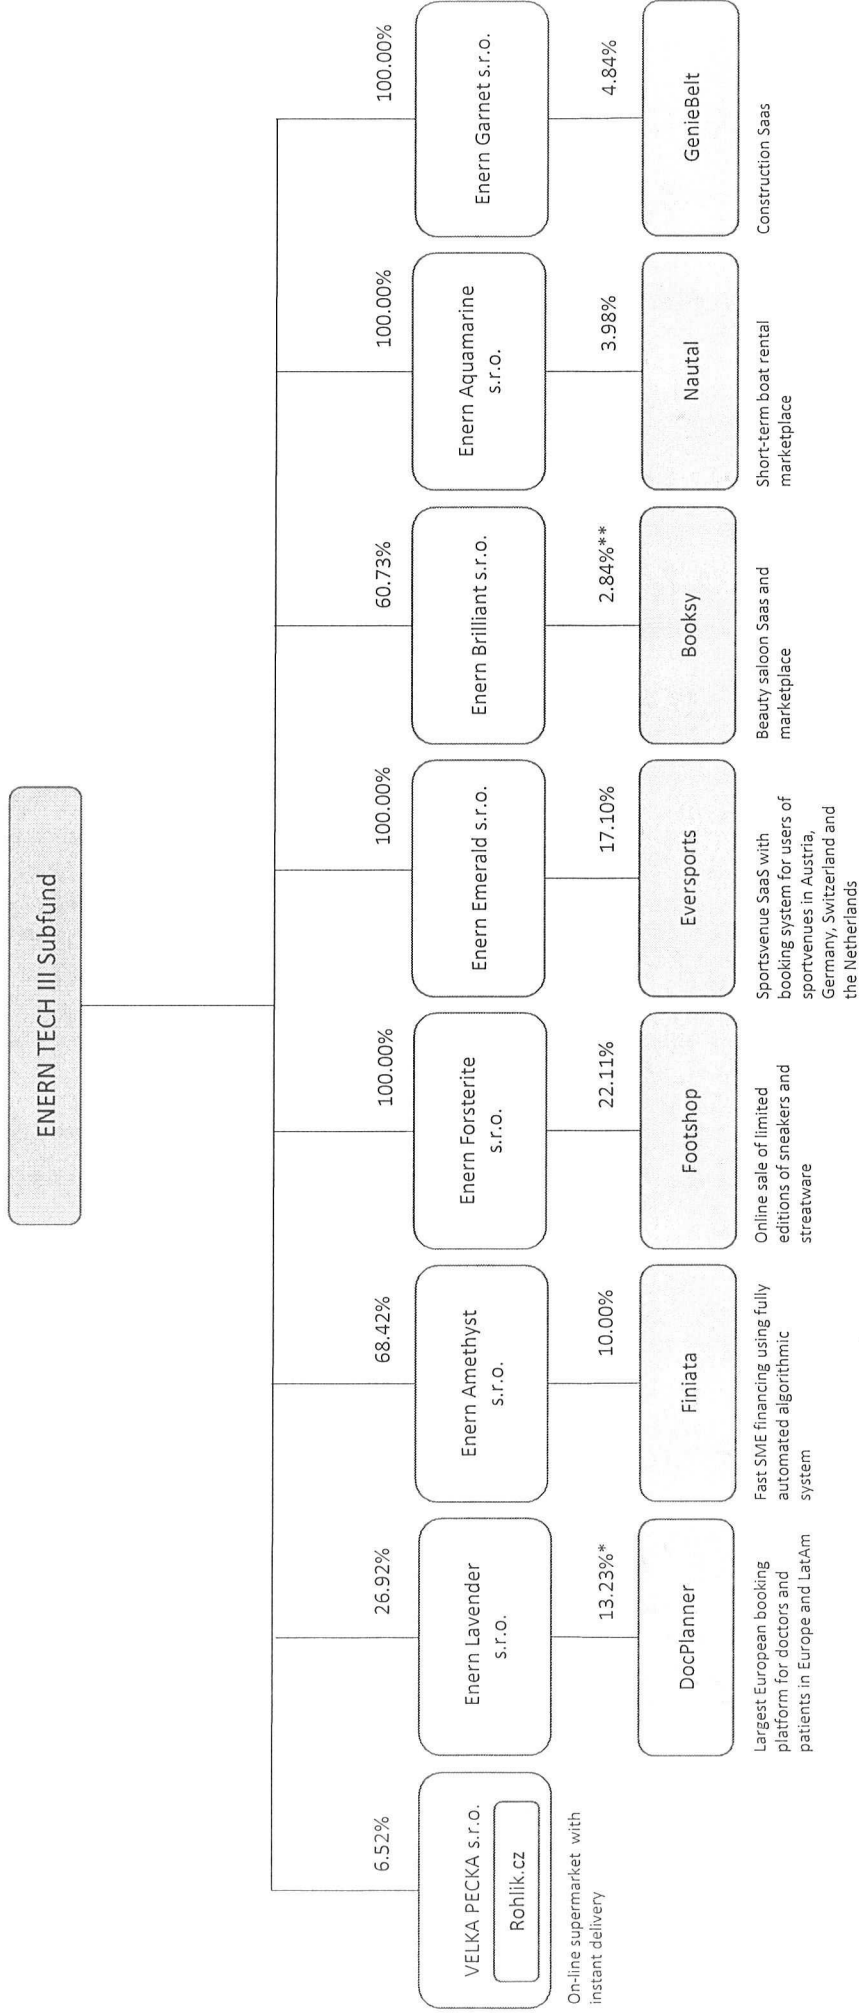 ENERN TECH III Subfund
6.52%
26.92%
68.42%
100.00%
100.00%
60.73%
100.00%
100.00%
VELKA PECKA s.r.o.
Rohlik.cz
Enern Lavender
s.r.o.
Enern Amethyst
s.r.o.
Enern Forsterite
s.r.o.
Enern Emerald s.r.o.
Enern Brilliant s.r.o.
Enern Aquamarine
s.r.o.
Enern Garnet s.r.o.
On-line supermarket with
instant delivery
13.23%*
10.00%
22.11%
17.10%
2.84%**
3.98%
4.84%
DocPlanner
Finiata
Footshop
Eversports
Booksy
Nautal
GenieBelt
Largest European booking
platform for doctors and
patients in Europe and LatAm
Fast SME financing using fully
automated algorithmic
system
Online sale of limited
editions of sneakers and
streatware
Sportsvenue SaaS with
booking system for users of
sportvenues in Austria,
Germany, Switzerland and
the Netherlands
Beauty saloon Saas and
marketplace
Short-term boat rental
marketplace
Construction Saas